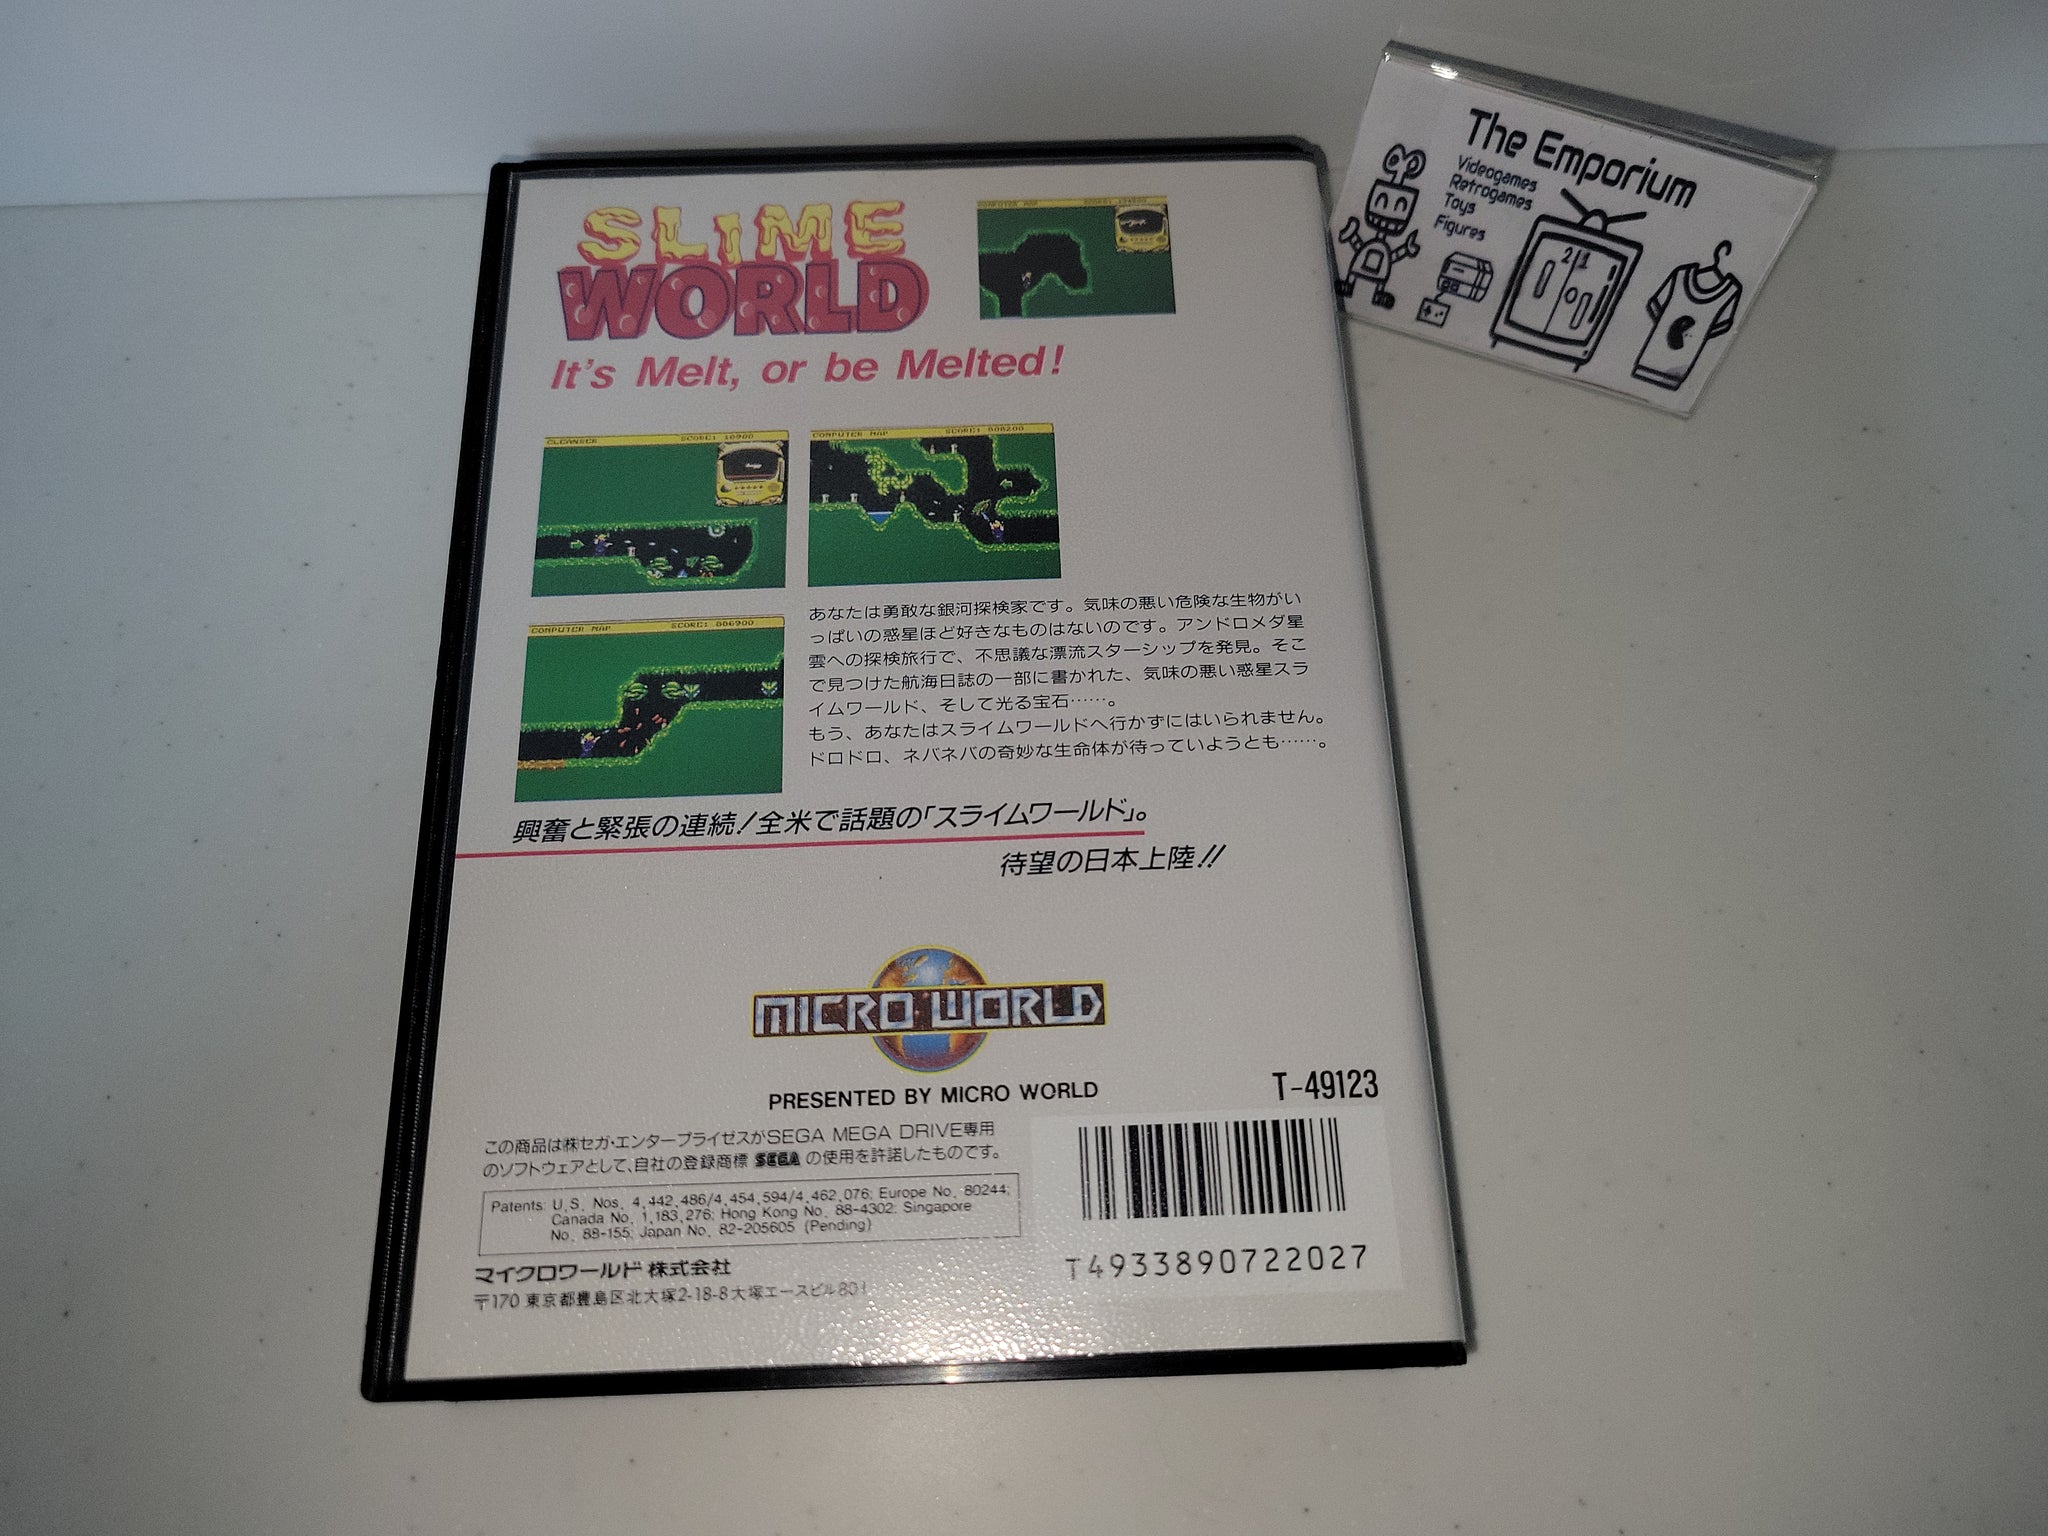 SLIME
WORLD
It's Melt, or be Melted!
COMPUTER MAP
CLEANSER SCORE: 10900
COMPUTER MAP SCORE: 008200
COMPUTER MAP SCORE: 006900
あなたは勇敢な銀河探検家です。気味の悪い危険な生物がい
っぱいの惑星ほど好きなものはないのです。アンドロメダ星
雲への探検旅行で、不思議な漂流スターシップを発見。そこ
で見つけた航海日誌の一部に書かれた、気味の悪い惑星スラ
イムワールド、そして光る宝石……。
もう、あなたはスライムワールドへ行かずにはいられません。
ドロドロ、ネバネバの奇妙な生命体が待っていようとも……。
興奮と緊張の連続!全米で話題の「スライムワールド」。
待望の日本上陸!!
MICRO WORLD
PRESENTED BY MICRO WORLD
T-49123
この商品は㈱セガ・エンタープライゼスがSEGA MEGA DRIVE専用
のソフトウェアとして、自社の登録商標 SEGA の使用を許諾したものです。
Patents: U.S. Nos. 4,442,486/4,454,594/4,462,076; Europe No. 80244;
Canada No. 1,183,276; Hong Kong No. 88-4302; Singapore
No. 88-155; Japan No. 82-205605 (Pending)
マイクロワールド 株式会社
〒170 東京都豊島区北大塚2-18-8大塚エースビル801
T4933890722027
The Emporium
Videogames
Retrogames
Toys
Figures
21